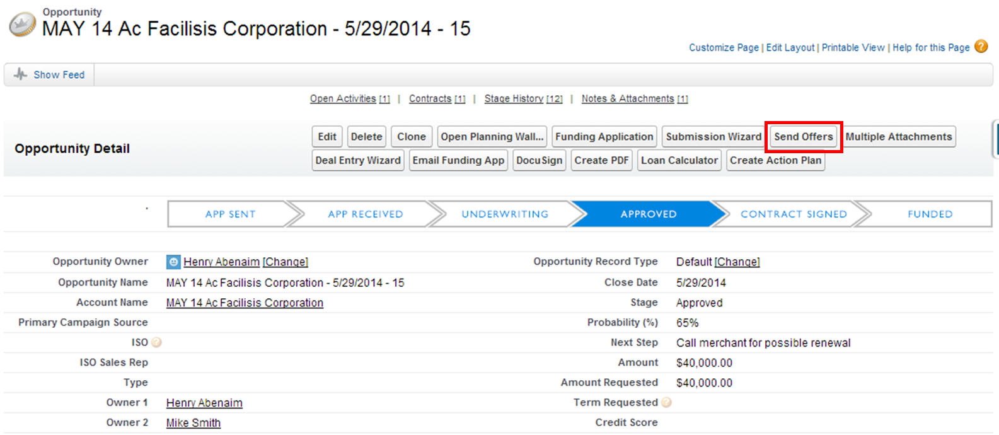 Opportunity
MAY 14 Ac Facilisis Corporation - 5/29/2014 - 15
Customize Page | Edit Layout | Printable View | Help for this Page ?
Show Feed
Open Activities [1] | Contracts [1] | Stage History [12] | Notes & Attachments [1]
Opportunity Detail
Edit Delete Clone Open Planning Wall... Funding Application Submission Wizard Send Offers Multiple Attachments
Deal Entry Wizard Email Funding App DocuSign Create PDF Loan Calculator Create Action Plan
APP SENT APP RECEIVED UNDERWRITING APPROVED CONTRACT SIGNED FUNDED
Opportunity Owner Henry Abenaim [Change] Opportunity Record Type Default [Change]
Opportunity Name MAY 14 Ac Facilisis Corporation - 5/29/2014 - 15 Close Date 5/29/2014
Account Name MAY 14 Ac Facilisis Corporation Stage Approved
Primary Campaign Source Probability (%) 65%
ISO ? Next Step Call merchant for possible renewal
ISO Sales Rep Amount $40,000.00
Type Amount Requested $40,000.00
Owner 1 Henry Abenaim Term Requested ?
Owner 2 Mike Smith Credit Score